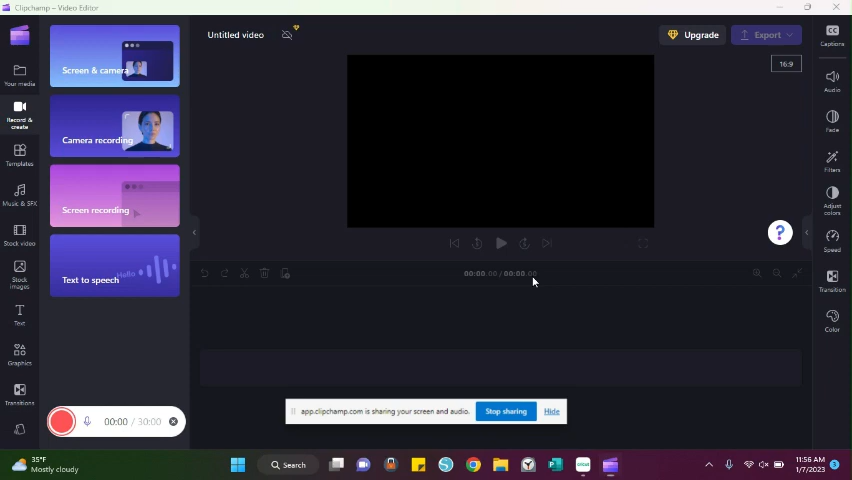 Clipchamp - Video Editor
Untitled video
Upgrade
Export
16:9
Your media
Record &
create
Templates
Music & SFX
Stock video
Stock
images
Text
Graphics
Transitions
Screen & camera
Camera recording
Screen recording
Text to speech
Hello
?
00:00.00 / 00:00.00
CC
Captions
Audio
Fade
Filters
Adjust
colors
Speed
Transition
Color
00:00 / 30:00
app.clipchamp.com is sharing your screen and audio.
Stop sharing
Hide
35°F
Mostly cloudy
Search
cricut
11:56 AM
1/7/2023